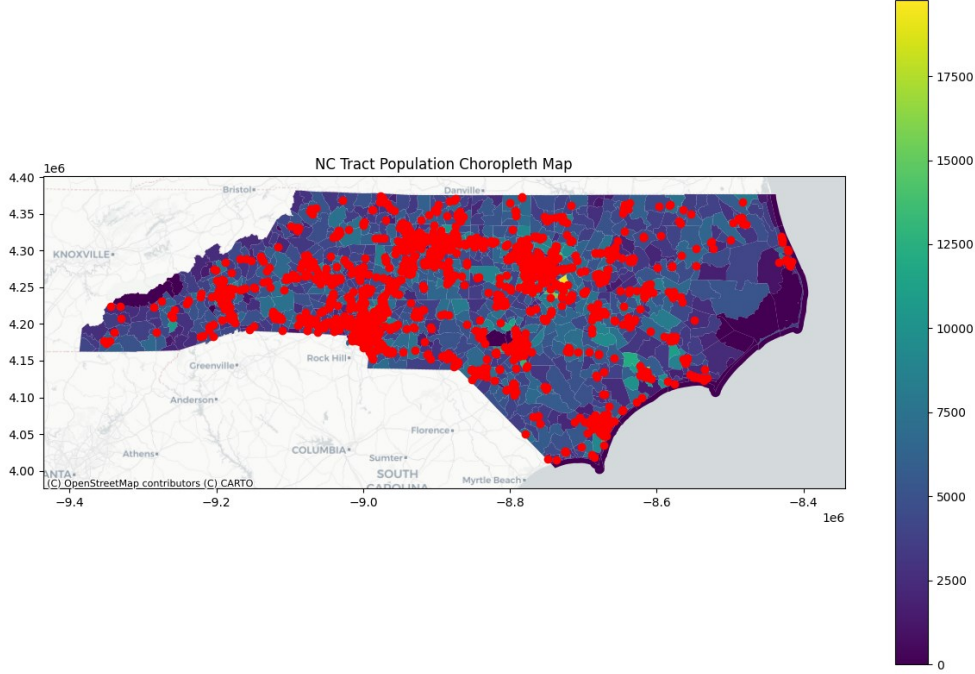 NC Tract Population Choropleth Map
1e6
4.40
4.35
4.30
4.25
4.20
4.15
4.10
4.05
4.00
Bristol
Danville
KNOXVILLE
Greenville
Rock Hill
Anderson
Florence
Athens
COLUMBIA
Sumter
SOUTH
CAROLINA
Myrtle Beach
ANTA
(C) OpenStreetMap contributors (C) CARTO
−9.4
−9.2
−9.0
−8.8
−8.6
−8.4
1e6
17500
15000
12500
10000
7500
5000
2500
0